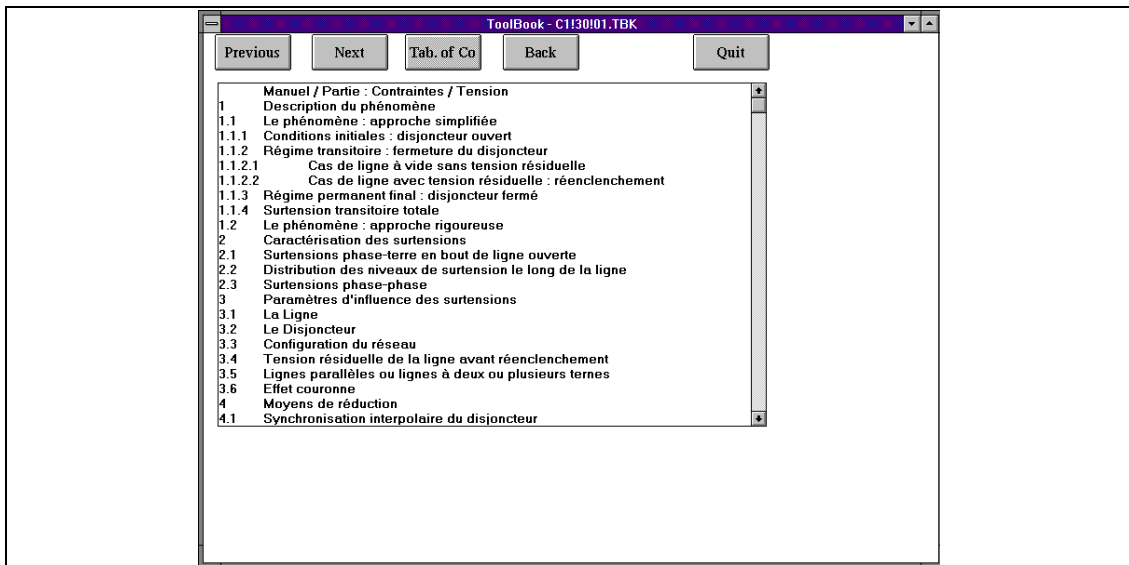 ToolBook - C1!30!01.TBK
Previous Next Tab. of Co Back Quit
Manuel / Partie : Contraintes / Tension
1 Description du phénomène
1.1 Le phénomène : approche simplifiée
1.1.1 Conditions initiales : disjoncteur ouvert
1.1.2 Régime transitoire : fermeture du disjoncteur
1.1.2.1 Cas de ligne à vide sans tension résiduelle
1.1.2.2 Cas de ligne avec tension résiduelle : réenclenchement
1.1.3 Régime permanent final : disjoncteur fermé
1.1.4 Surtension transitoire totale
1.2 Le phénomène : approche rigoureuse
2 Caractérisation des surtensions
2.1 Surtensions phase-terre en bout de ligne ouverte
2.2 Distribution des niveaux de surtension le long de la ligne
2.3 Surtensions phase-phase
3 Paramètres d'influence des surtensions
3.1 La Ligne
3.2 Le Disjoncteur
3.3 Configuration du réseau
3.4 Tension résiduelle de la ligne avant réenclenchement
3.5 Lignes parallèles ou lignes à deux ou plusieurs ternes
3.6 Effet couronne
4 Moyens de réduction
4.1 Synchronisation interpolaire du disjoncteur